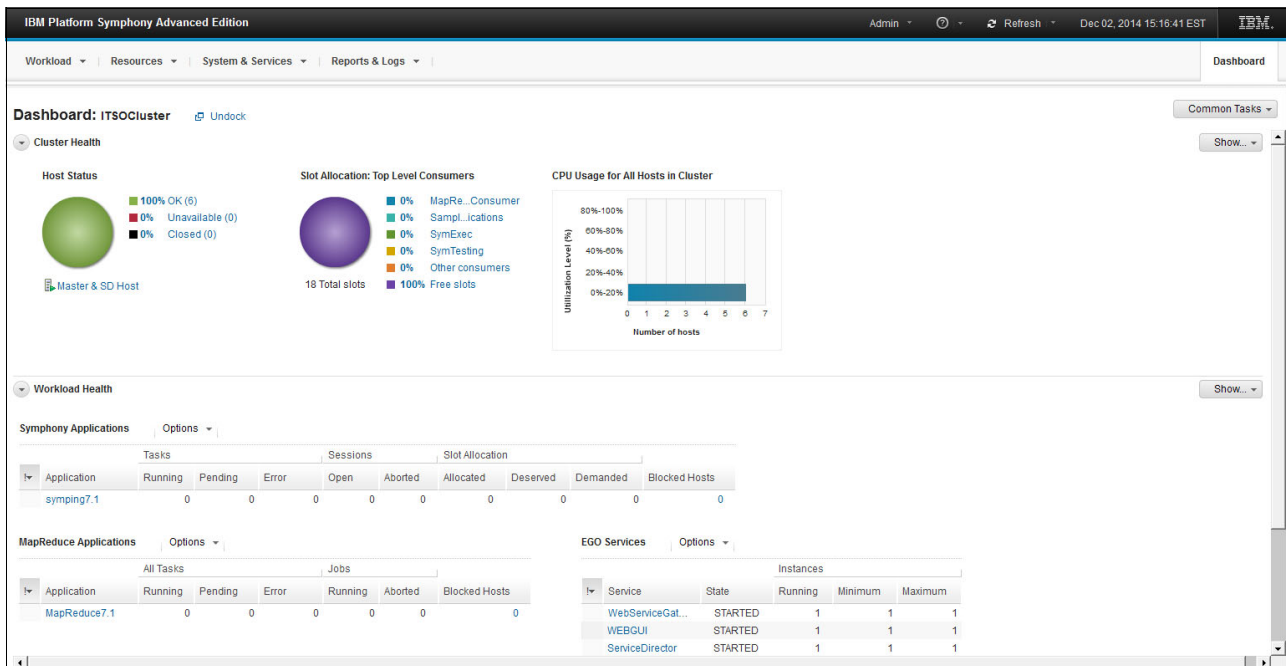 IBM Platform Symphony Advanced Edition
Admin
Refresh
Dec 02, 2014 15:16:41 EST
IBM.
Workload
Resources
System & Services
Reports & Logs
Dashboard
Dashboard: ITSOCluster
Undock
Common Tasks
Cluster Health
Show...
Host Status
100% OK (6)
0% Unavailable (0)
0% Closed (0)
Master & SD Host
Slot Allocation: Top Level Consumers
0% MapRe...Consumer
0% Sampl...ications
0% SymExec
0% SymTesting
0% Other consumers
18 Total slots
100% Free slots
CPU Usage for All Hosts in Cluster
Utilization Level (%)
80%-100%
60%-80%
40%-60%
20%-40%
0%-20%
0 1 2 3 4 5 6 7
Number of hosts
Workload Health
Show...
Symphony Applications
Options
Tasks Sessions Slot Allocation
! Application Running Pending Error Open Aborted Allocated Deserved Demanded Blocked Hosts
symping7.1 0 0 0 0 0 0 0 0 0
MapReduce Applications
Options
All Tasks Jobs
! Application Running Pending Error Running Aborted Blocked Hosts
MapReduce7.1 0 0 0 0 0 0
EGO Services
Options
Instances
! Service State Running Minimum Maximum
WebServiceGat... STARTED 1 1 1
WEBGUI STARTED 1 1 1
ServiceDirector STARTED 1 1 1